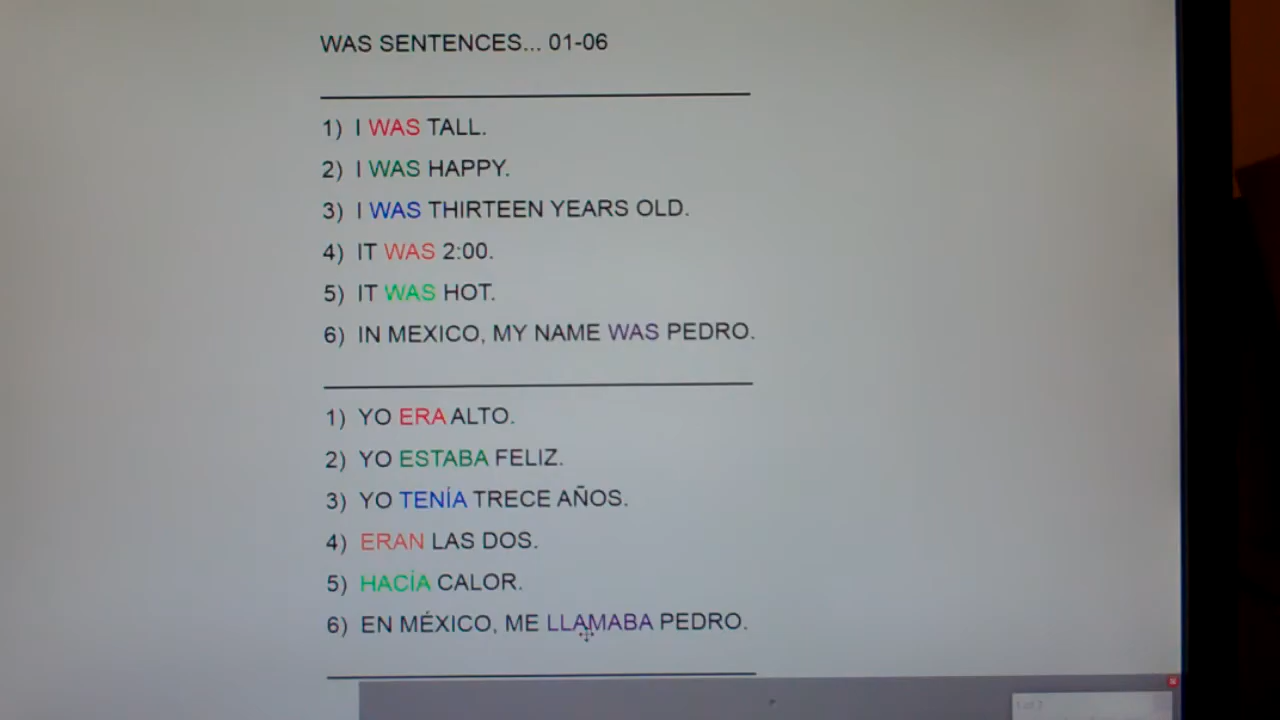 WAS SENTENCES... 01-06
1) I WAS TALL.
2) I WAS HAPPY.
3) I WAS THIRTEEN YEARS OLD.
4) IT WAS 2:00.
5) IT WAS HOT.
6) IN MEXICO, MY NAME WAS PEDRO.
1) YO ERA ALTO.
2) YO ESTABA FELIZ.
3) YO TENÍA TRECE AÑOS.
4) ERAN LAS DOS.
5) HACÍA CALOR.
6) EN MÉXICO, ME LLAMABA PEDRO.